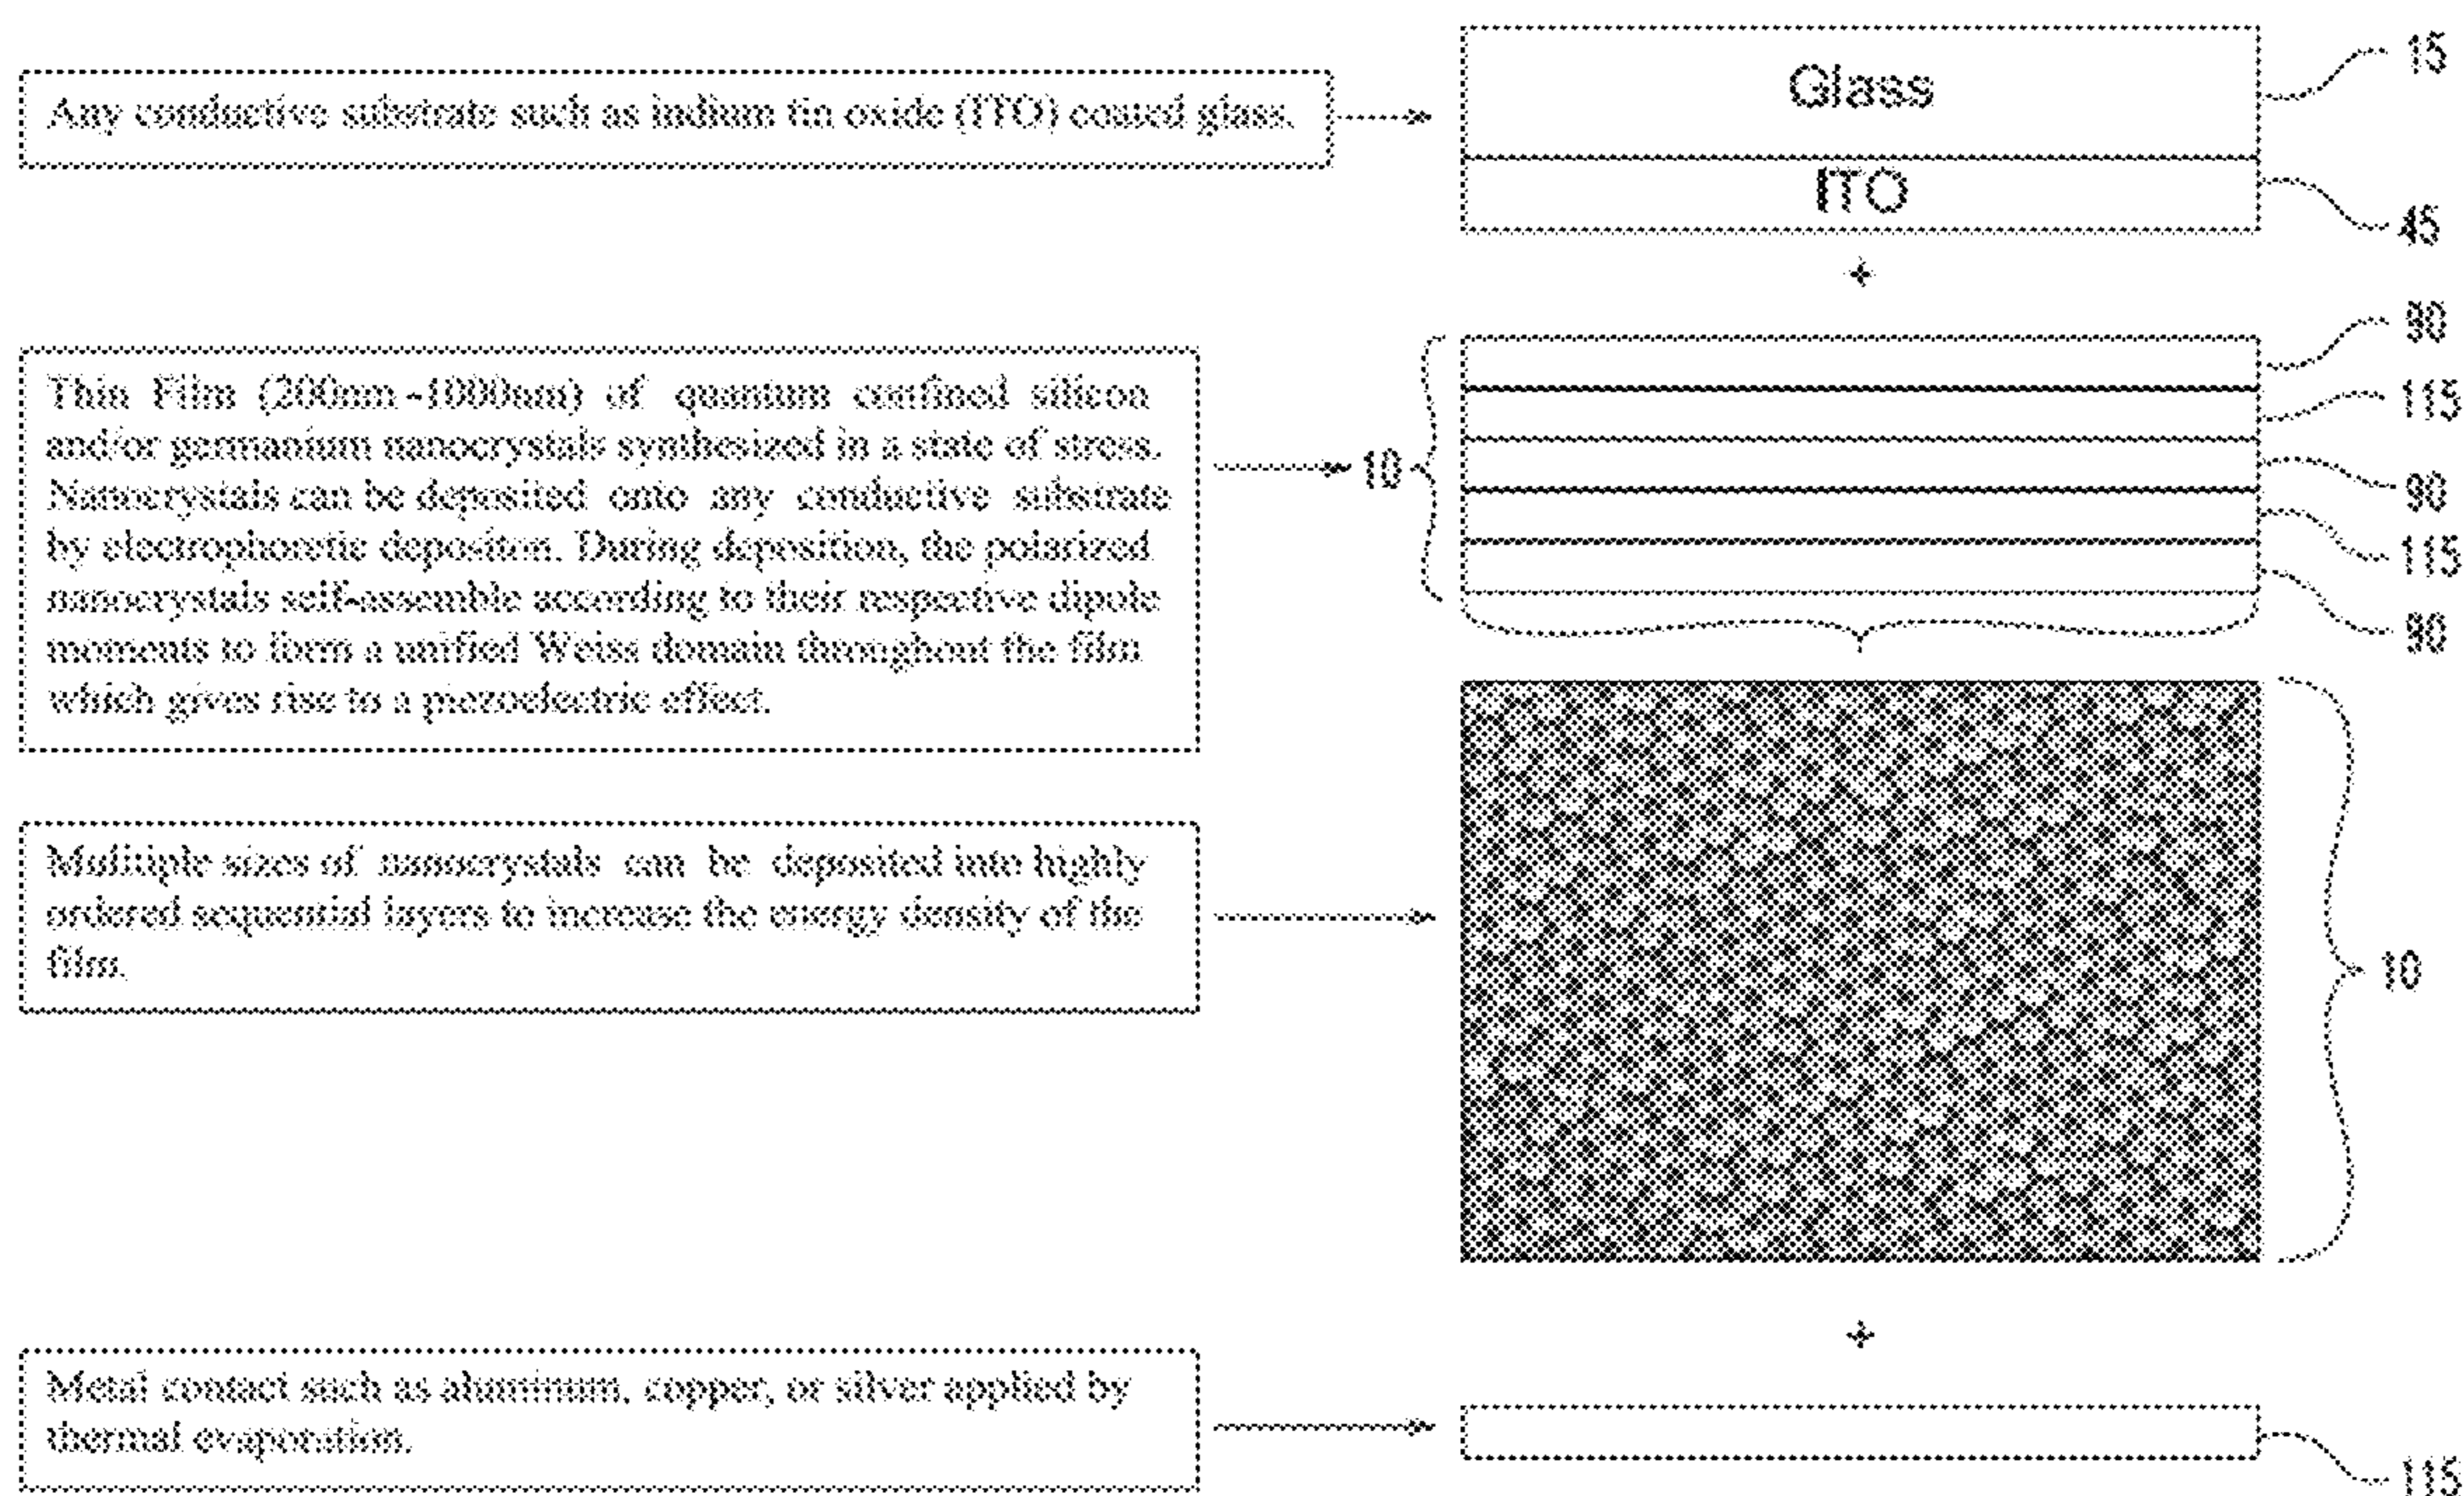 Glass
15
Any conductive substrate such as indium tin oxide (ITO) coated glass.
ITO
45
+
90
Thin Film (200nm -1000nm) of quantum confined silicon
and/or germanium nanocrystals synthesized in a state of stress.
Nanocrystals can be deposited onto any conductive substrate
by electrophoretic deposition. During deposition, the polarized
nanocrystals self-assemble according to their respective dipole
moments to form a unified Weiss domain throughout the film
which gives rise to a piezoelectric effect.
10
115
90
115
90
Multiple sizes of nanocrystals can be deposited into highly
ordered sequential layers to increase the energy density of the
film.
10
+
Metal contact such as aluminum, copper, or silver applied by
thermal evaporation.
115